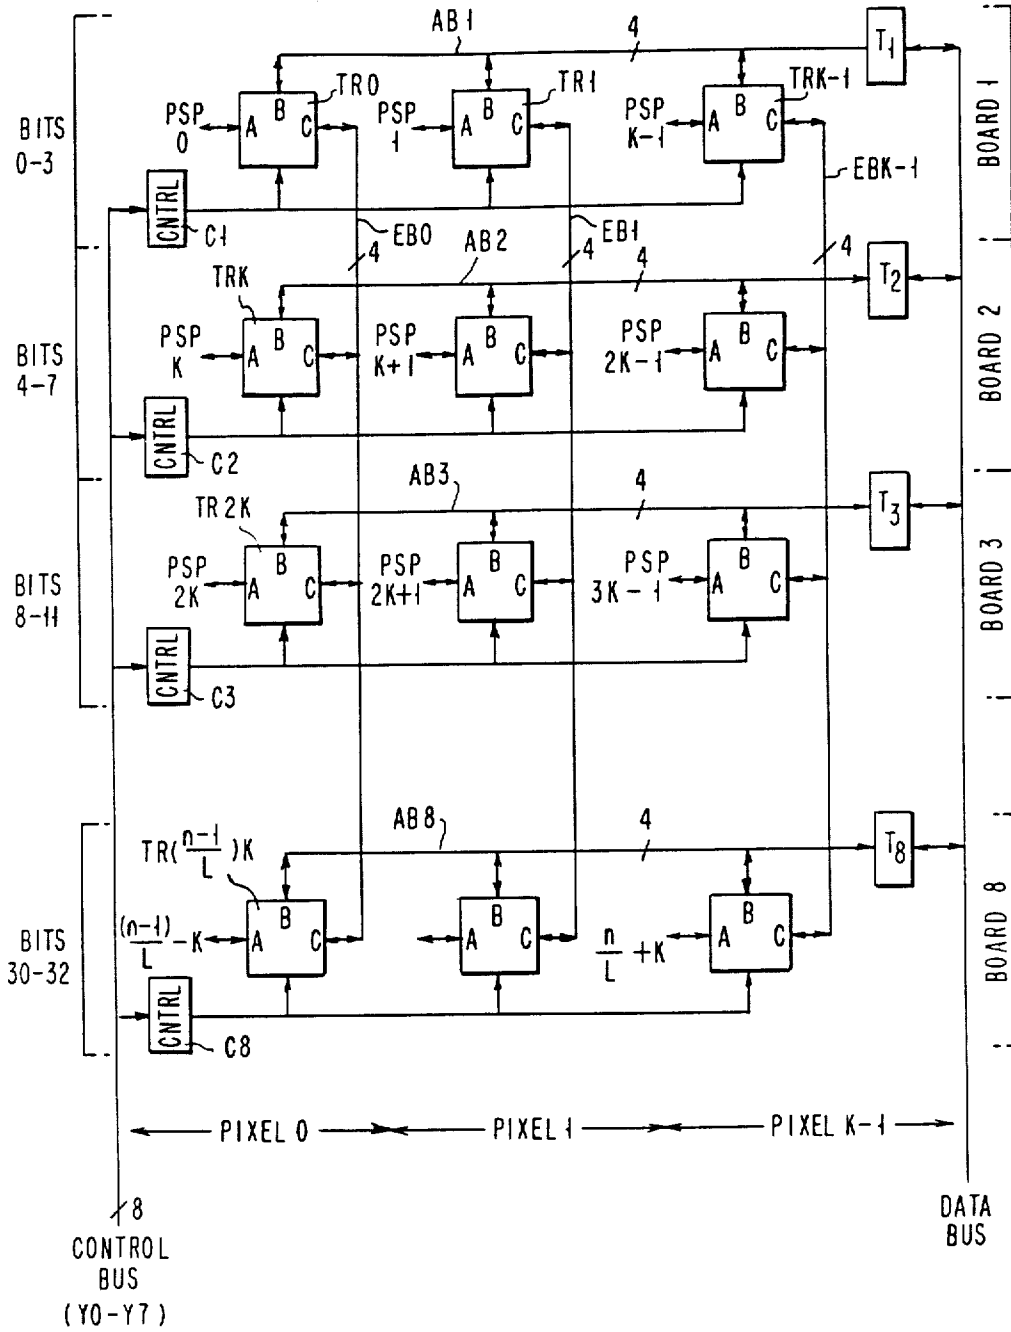 AB1
4
T1
TR0
TR1
TRK-1
BITS
0-3
PSP
0
A B C
PSP
1
A B C
PSP
K-1
A B C
BOARD 1
EBK-1
CNTRL
C1
EB0
4
AB2
EB1
4
4
4
T2
TRK
BITS
4-7
PSP
K
A B C
PSP
K+1
A B C
PSP
2K-1
A B C
BOARD 2
CNTRL
C2
AB3
4
T3
TR2K
BITS
8-11
PSP
2K
A B C
PSP
2K+1
A B C
PSP
3K-1
A B C
BOARD 3
CNTRL
C3
AB8
4
T8
TR(n-1/L)K
BITS
30-32
(n-1)/L-K
A B C
A B C
n/L+K
A B C
BOARD 8
CNTRL
C8
PIXEL 0
PIXEL 1
PIXEL K-1
8
CONTROL
BUS
(Y0-Y7)
DATA
BUS